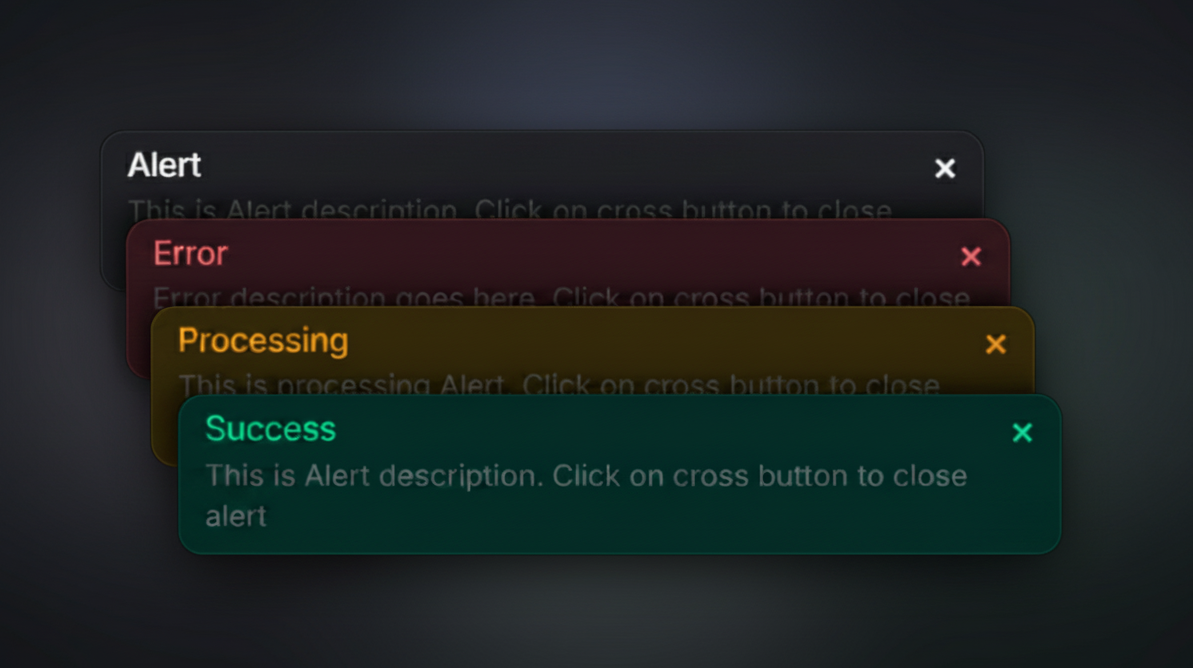 Alert
This is Alert description. Click on cross button to close
Error
Error description goes here. Click on cross button to close
Processing
This is processing Alert. Click on cross button to close
Success
This is Alert description. Click on cross button to close
alert